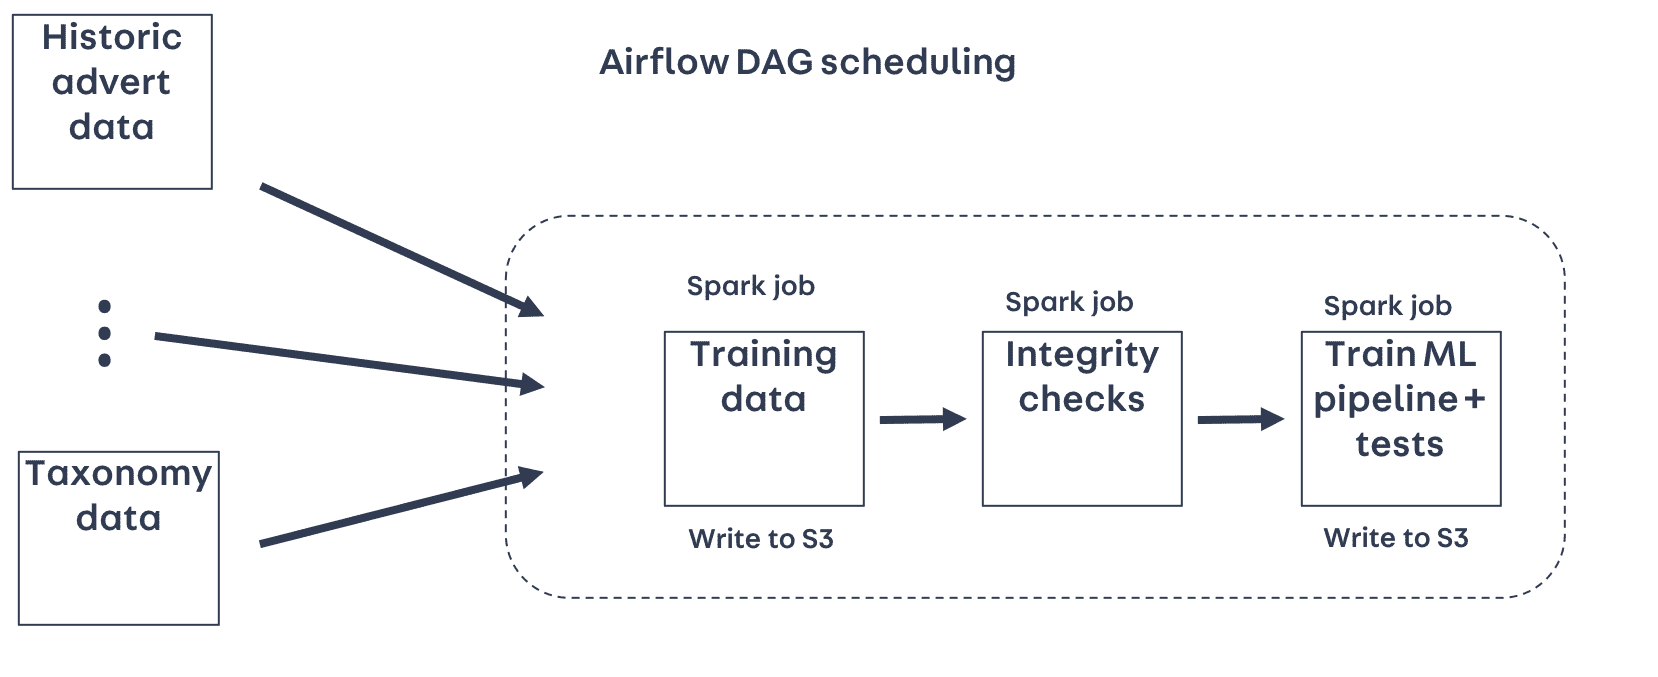 Historic
advert
data
Airflow DAG scheduling
Taxonomy
data
Spark job
Training
data
Write to S3
Spark job
Integrity
checks
Spark job
Train ML
pipeline +
tests
Write to S3